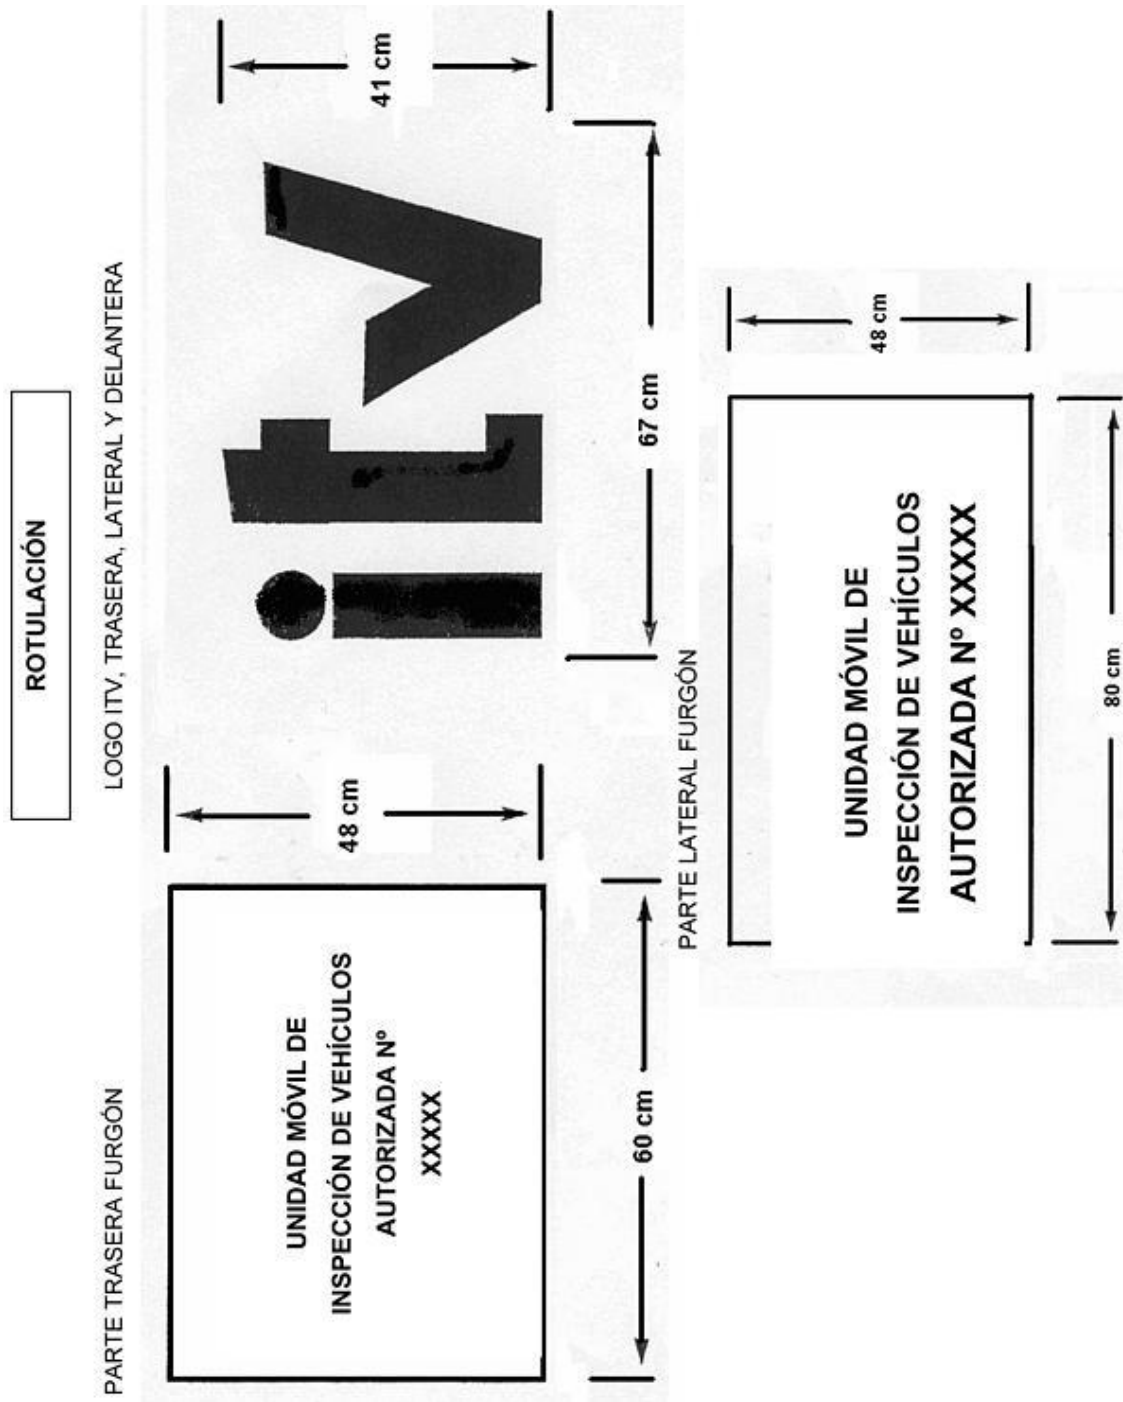 ROTULACIÓN
PARTE TRASERA FURGÓN
LOGO ITV, TRASERA, LATERAL Y DELANTERA
UNIDAD MÓVIL DE
INSPECCIÓN DE VEHÍCULOS
AUTORIZADA Nº
XXXXX
48 cm
60 cm
itV
41 cm
67 cm
PARTE LATERAL FURGÓN
UNIDAD MÓVIL DE
INSPECCIÓN DE VEHÍCULOS
AUTORIZADA Nº XXXXX
48 cm
80 cm